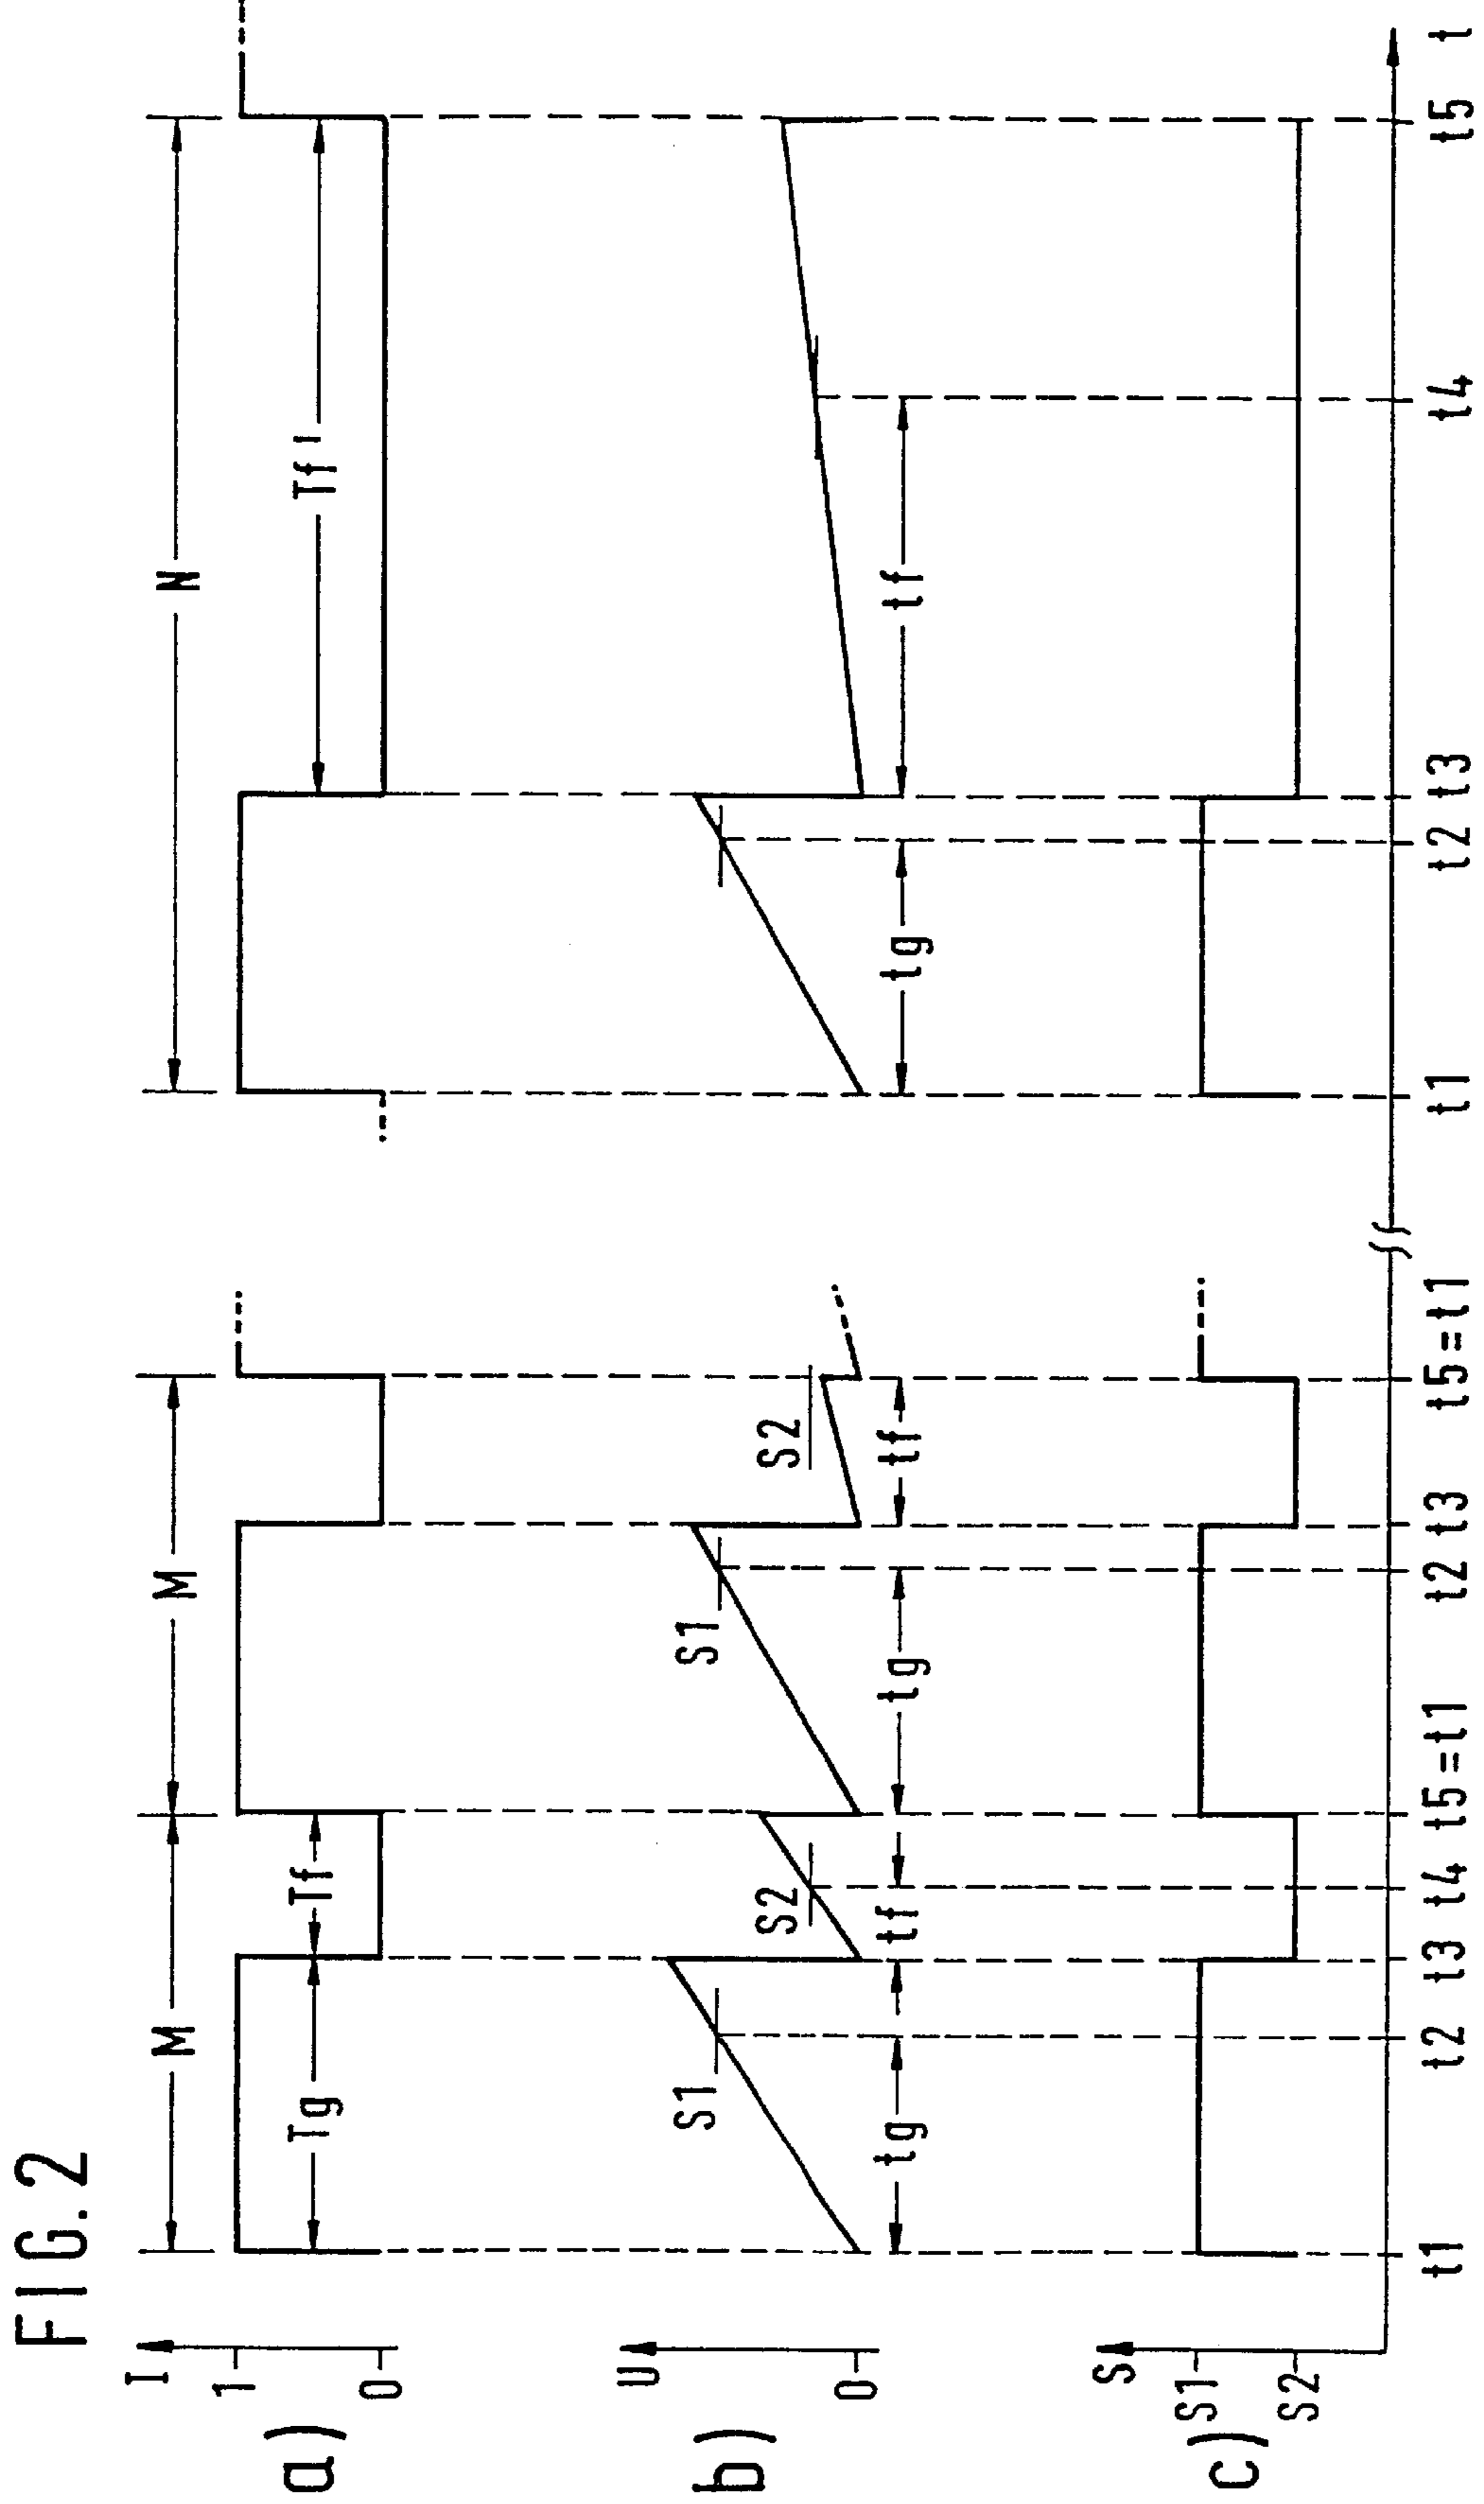 FIG. 2
a)
I
1
0
M
M
N
Tg
Tf
Tf'
b)
U
0
S1
S2
S1
S2
tg
tf
tg
tf
tg
tf
c)
S
S1
S2
t1 t2 t3 t4 t5=t1 t2 t3 t5=t1 t1 t2 t3 t4 t5 t